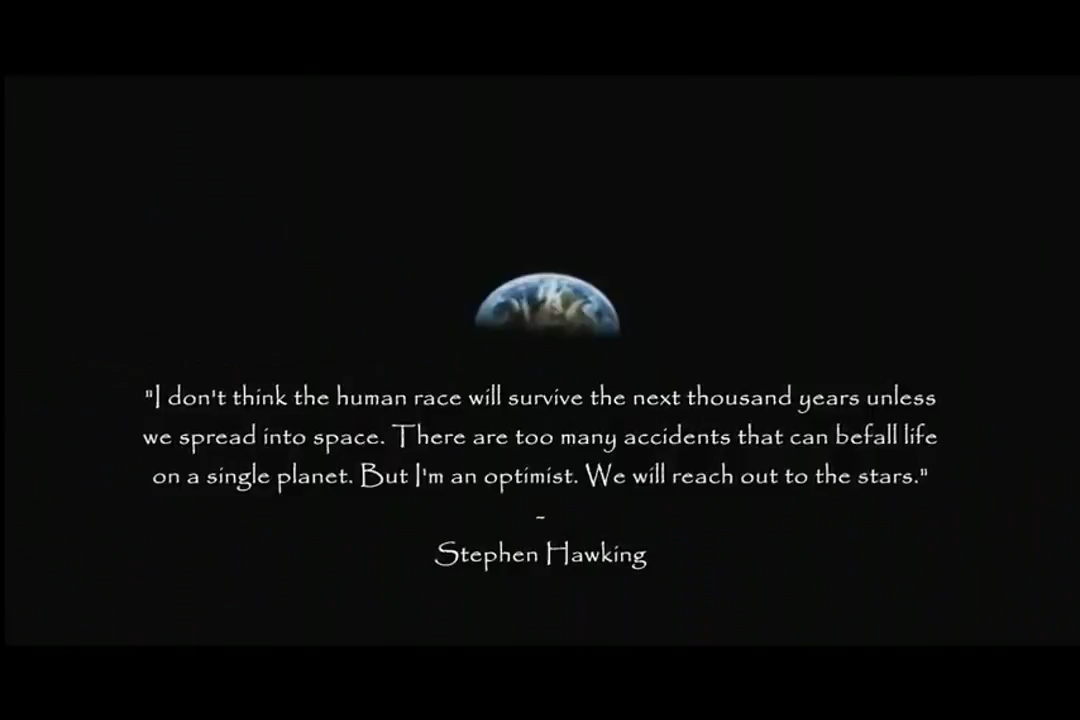 "I don't think the human race will survive the next thousand years unless
we spread into space. There are too many accidents that can befall life
on a single planet. But I'm an optimist. We will reach out to the stars."
-
Stephen Hawking